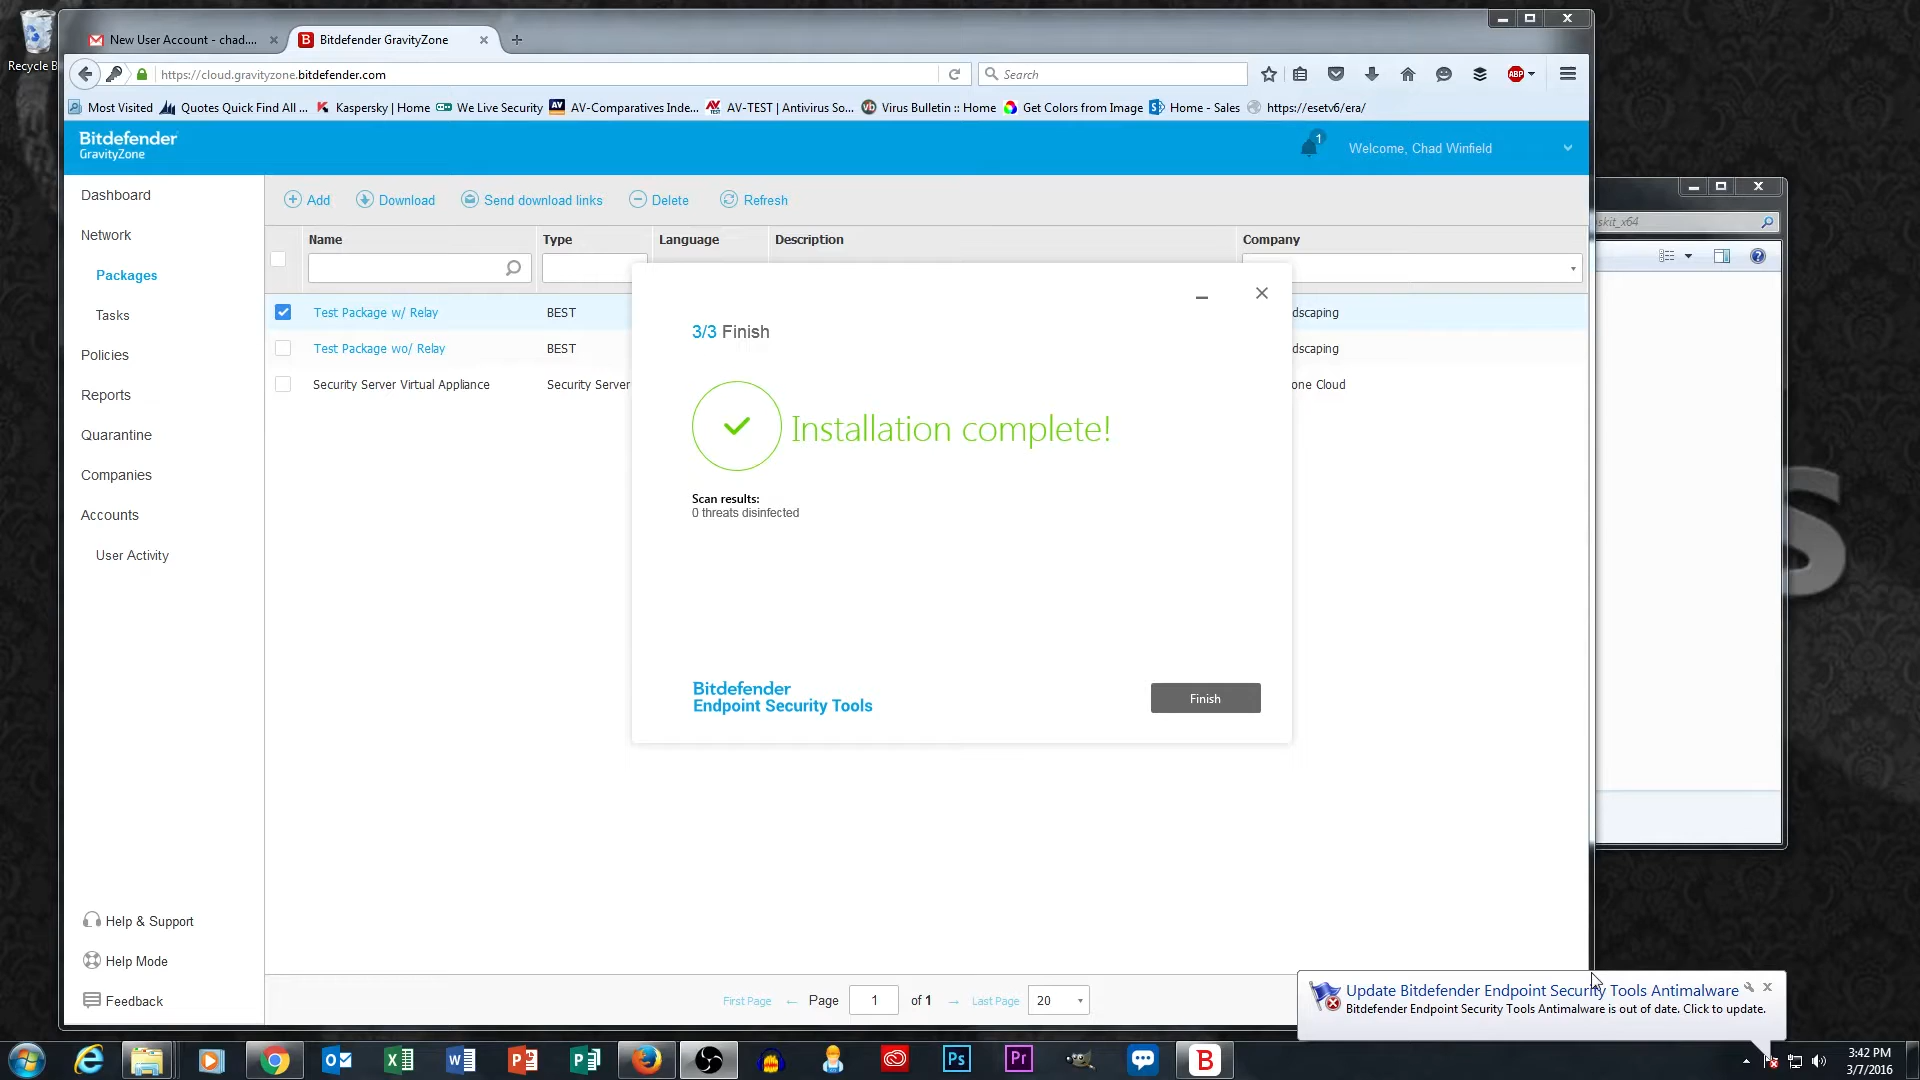 Recycle B
New User Account - chad....
Bitdefender GravityZone
https://cloud.gravityzone.bitdefender.com
Search
ABP
Most Visited
Quotes Quick Find All ...
Kaspersky | Home
We Live Security
AV-Comparatives Inde...
AV-TEST | Antivirus So...
Virus Bulletin :: Home
Get Colors from Image
Home - Sales
https://esetv6/era/
Bitdefender
GravityZone
1
Welcome, Chad Winfield
Dashboard
Network
Packages
Tasks
Policies
Reports
Quarantine
Companies
Accounts
User Activity
Help & Support
Help Mode
Feedback
Add
Download
Send download links
Delete
Refresh
Name
Type
Language
Description
Company
Test Package w/ Relay
BEST
dscaping
Test Package wo/ Relay
BEST
dscaping
Security Server Virtual Appliance
Security Server
one Cloud
skit_x64
3/3 Finish
Installation complete!
Scan results:
0 threats disinfected
Bitdefender
Endpoint Security Tools
Finish
First Page
Page
1
of 1
Last Page
20
Update Bitdefender Endpoint Security Tools Antimalware
Bitdefender Endpoint Security Tools Antimalware is out of date. Click to update.
Ps
Pr
B
3:42 PM
3/7/2016